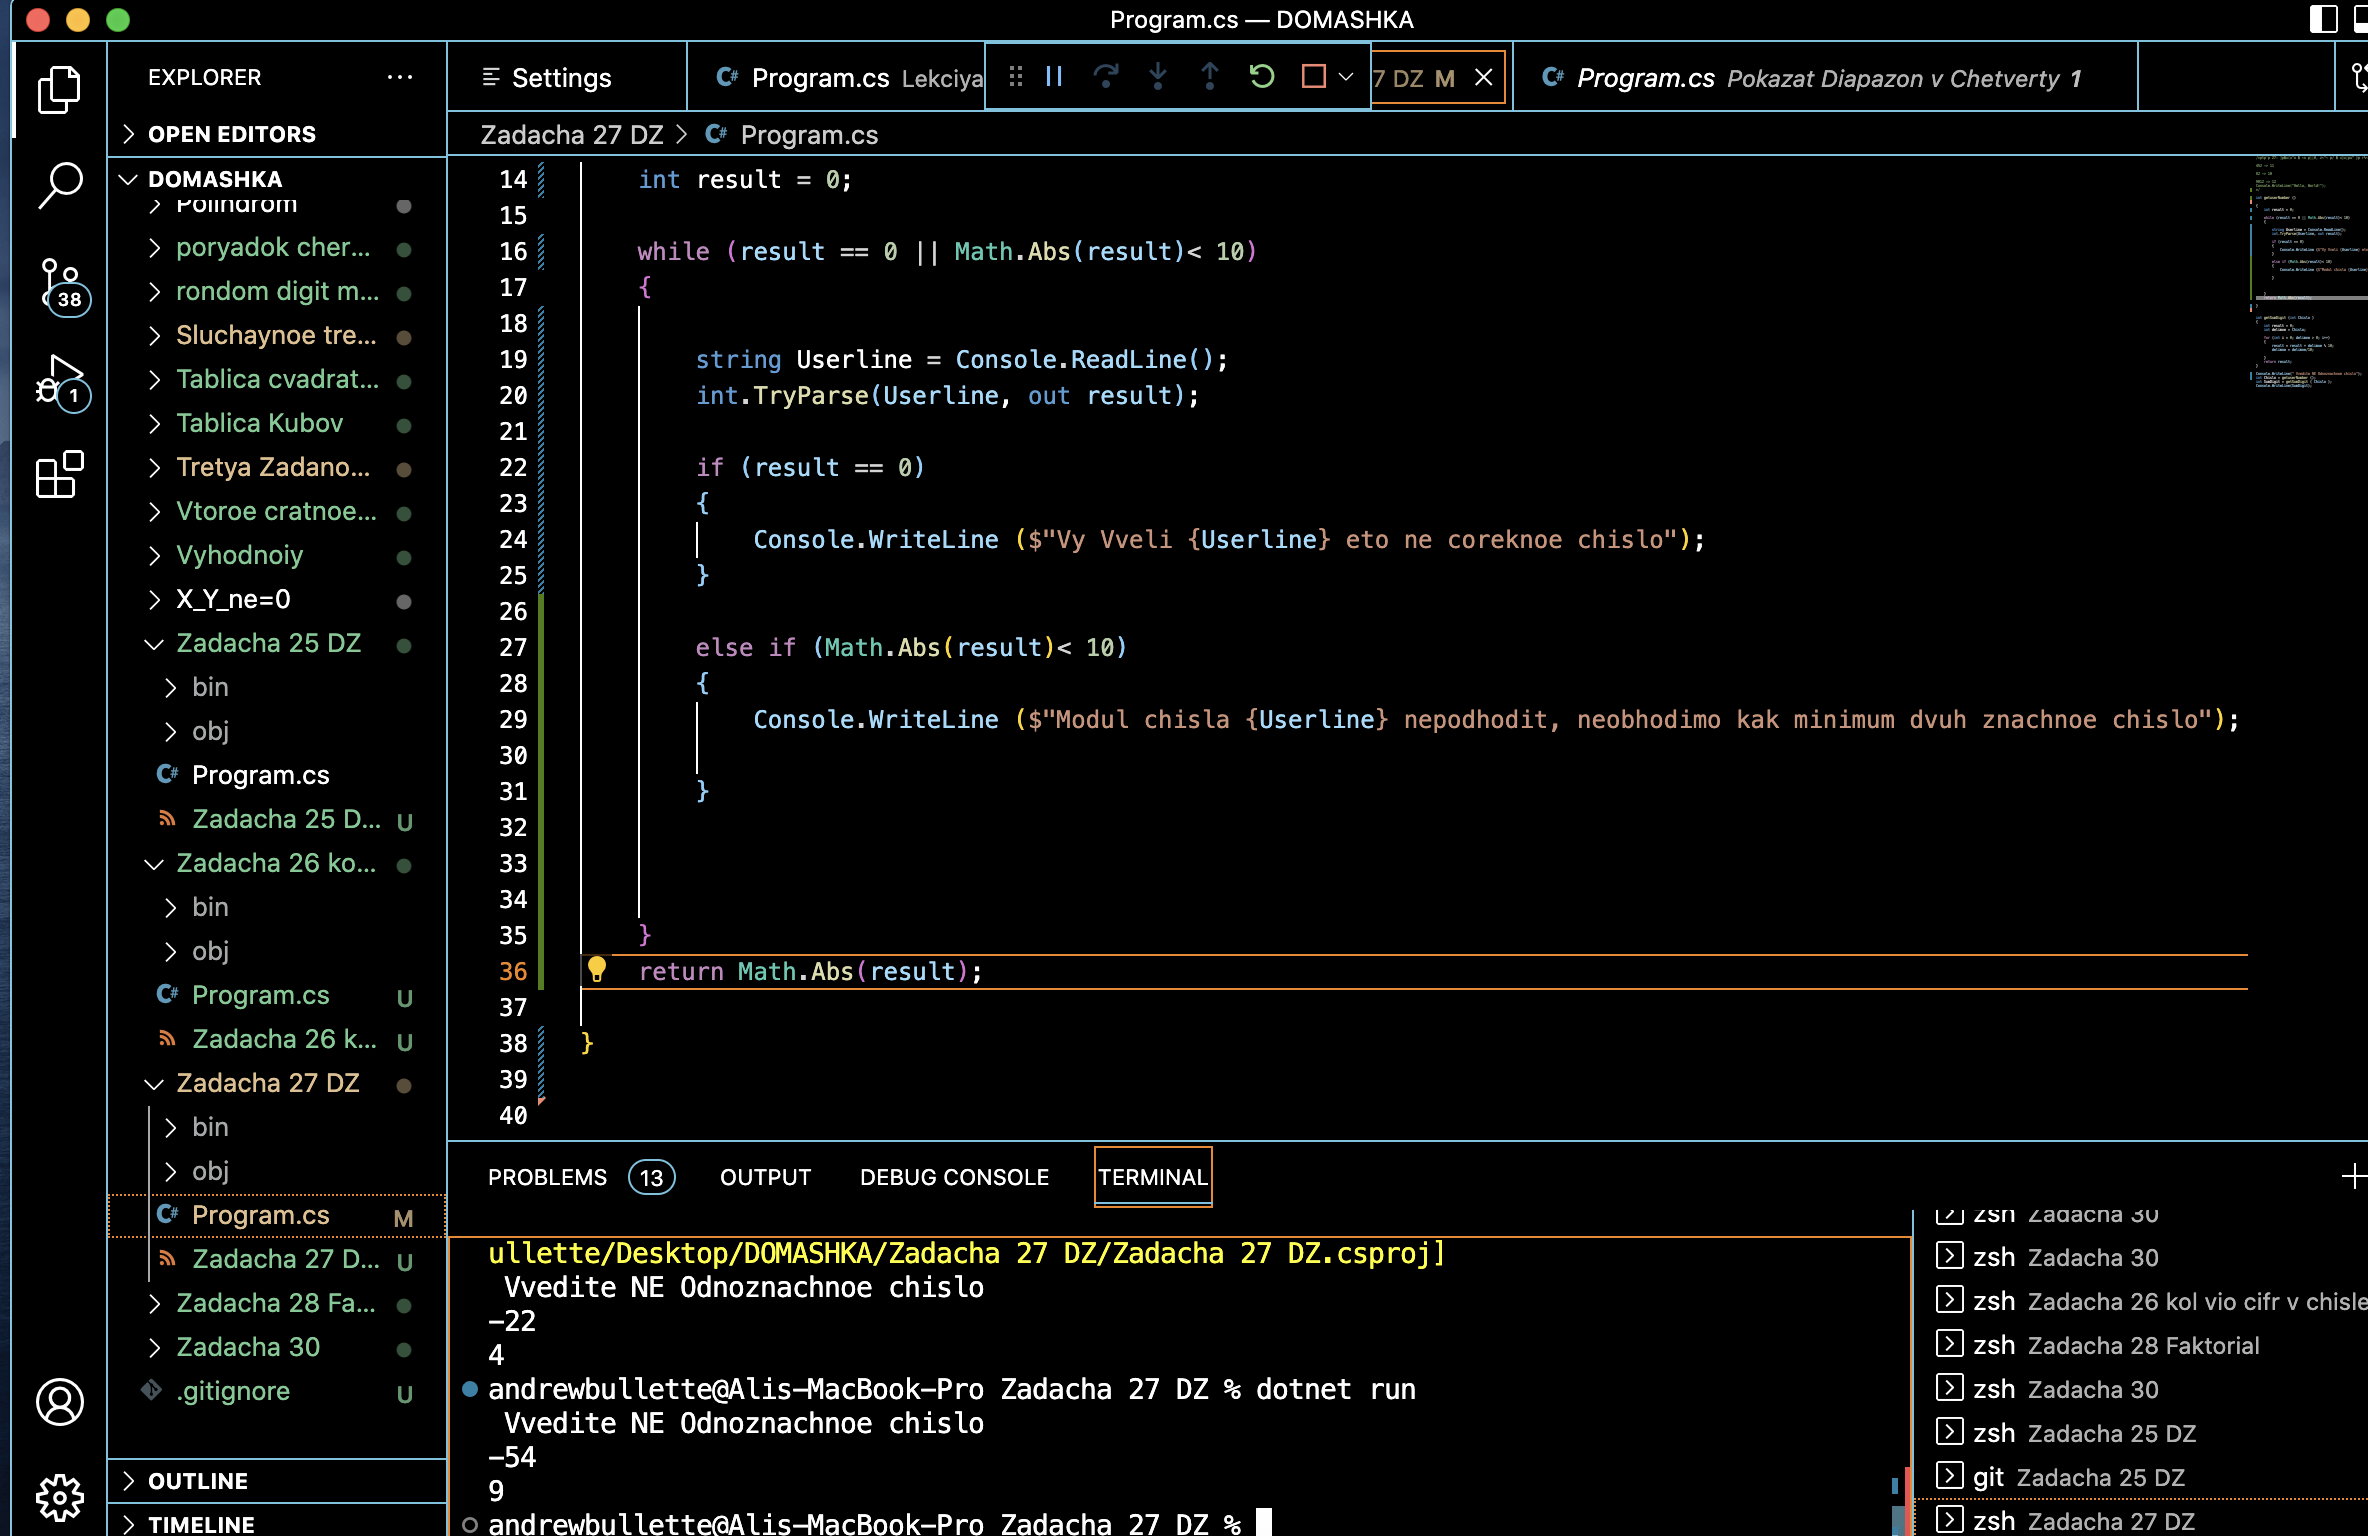 Program.cs — DOMASHKA
EXPLORER
Settings
Program.cs Lekciya
7 DZ M
Program.cs Pokazat Diapazon v Chetverty 1
OPEN EDITORS
Zadacha 27 DZ > Program.cs
DOMASHKA
Polindrom
poryadok cher...
rondom digit m...
Sluchaynoe tre...
Tablica cvadrat...
Tablica Kubov
Tretya Zadano...
Vtoroe cratnoe...
Vyhodnoiy
X_Y_ne=0
Zadacha 25 DZ
bin
obj
Program.cs
Zadacha 25 D... U
Zadacha 26 ko...
bin
obj
Program.cs U
Zadacha 26 k... U
Zadacha 27 DZ
bin
obj
Program.cs M
Zadacha 27 D... U
Zadacha 28 Fa...
Zadacha 30
.gitignore U
OUTLINE
TIMELINE
38
1
14 int result = 0;
15
16 while (result == 0 || Math.Abs(result)< 10)
17 {
18
19 string Userline = Console.ReadLine();
20 int.TryParse(Userline, out result);
21
22 if (result == 0)
23 {
24 Console.WriteLine ($"Vy Vveli {Userline} eto ne coreknoe chislo");
25 }
26
27 else if (Math.Abs(result)< 10)
28 {
29 Console.WriteLine ($"Modul chisla {Userline} nepodhodit, neobhodimo kak minimum dvuh znachnoe chislo");
30
31 }
32
33
34
35 }
36 return Math.Abs(result);
37
38 }
39
40
PROBLEMS 13 OUTPUT DEBUG CONSOLE TERMINAL
ullette/Desktop/DOMASHKA/Zadacha 27 DZ/Zadacha 27 DZ.csproj]
Vvedite NE Odnoznachnoe chislo
-22
4
andrewbullette@Alis-MacBook-Pro Zadacha 27 DZ % dotnet run
Vvedite NE Odnoznachnoe chislo
-54
9
andrewbullette@Alis-MacBook-Pro Zadacha 27 DZ %
zsh Zadacha 30
zsh Zadacha 30
zsh Zadacha 26 kol vio cifr v chisle
zsh Zadacha 28 Faktorial
zsh Zadacha 30
zsh Zadacha 25 DZ
git Zadacha 25 DZ
zsh Zadacha 27 DZ